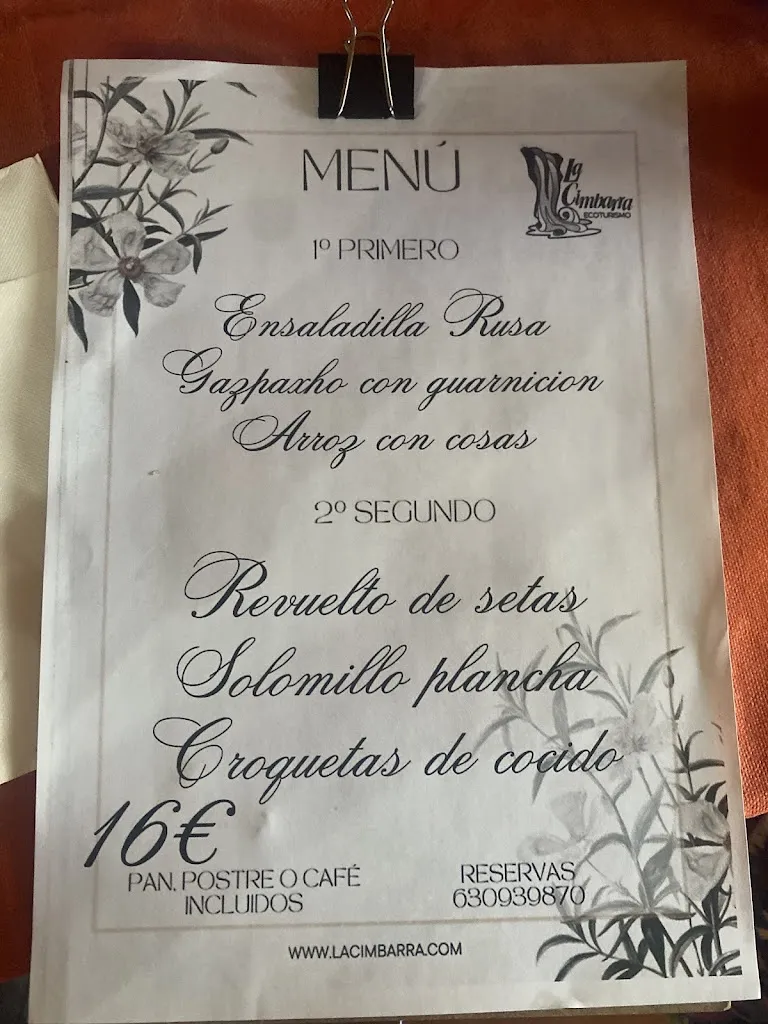 MENÚ
La
Cimbarra
ECOTURISMO
1º PRIMERO
Ensaladilla Rusa
Gazpaxho con guarnicion
Arroz con cosas
2º SEGUNDO
Revuelto de setas
Solomillo plancha
Croquetas de cocido
16€
PAN, POSTRE O CAFÉ
INCLUIDOS
RESERVAS
630939870
WWW.LACIMBARRA.COM